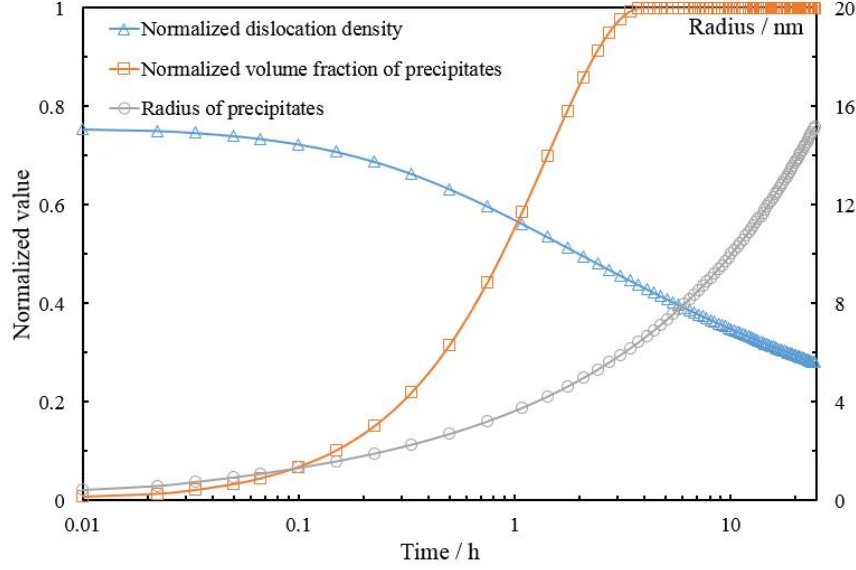 1
20
Radius / nm
Normalized dislocation density
Normalized volume fraction of precipitates
Radius of precipitates
0.8
16
0.6
12
Normalized value
0.4
8
0.2
4
0
0
0.01
0.1
1
10
Time / h